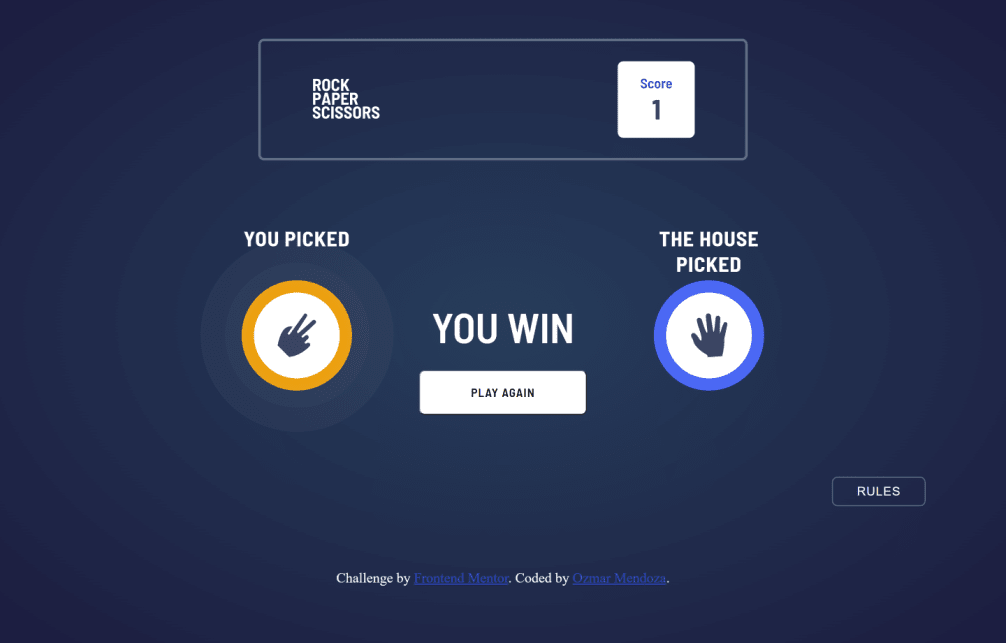 ROCK
PAPER
SCISSORS
Score
1
YOU PICKED
THE HOUSE
PICKED
YOU WIN
PLAY AGAIN
RULES
Challenge by Frontend Mentor. Coded by Ozmar Mendoza.